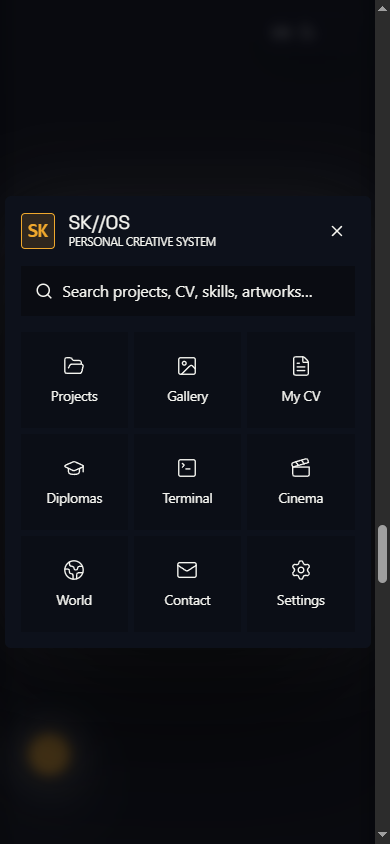 SK
SK//OS
PERSONAL CREATIVE SYSTEM
Search projects, CV, skills, artworks...
Projects
Gallery
My CV
Diplomas
Terminal
Cinema
World
Contact
Settings